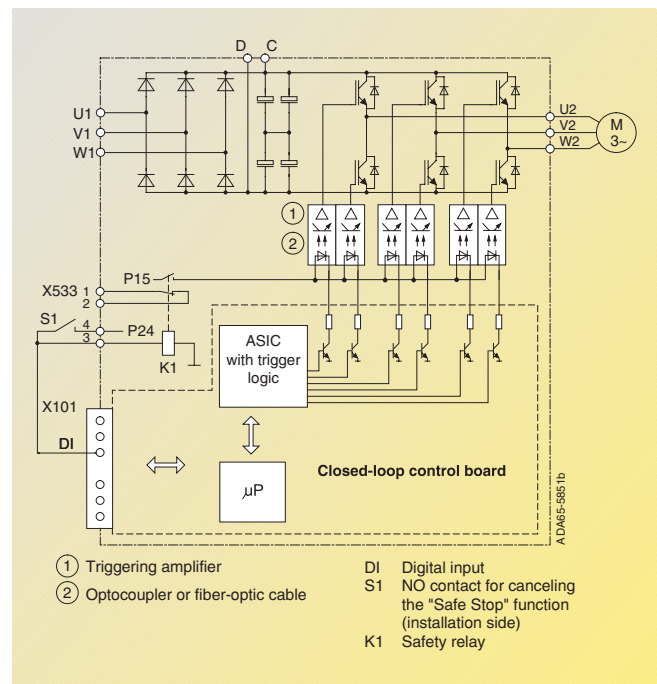 D C
U1
V1
W1
U2
V2
W2
M
3~
1
2
P15
X533 1
2
S1
4
P24
3
K1
ASIC
with trigger
logic
X101
DI
µP
Closed-loop control board
ADA65-5851b
1 Triggering amplifier
2 Optocoupler or fiber-optic cable
DI Digital input
S1 NO contact for canceling
the "Safe Stop" function
(installation side)
K1 Safety relay